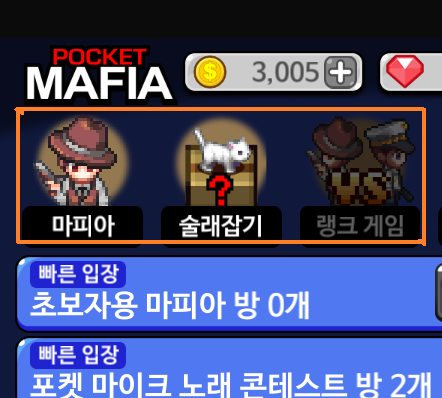 POCKET
MAFIA
3,005
?
VS
마피아 술래잡기 랭크 게임
빠른 입장
초보자용 마피아 방 0개
빠른 입장
포켓 마이크 노래 콘테스트 방 2개